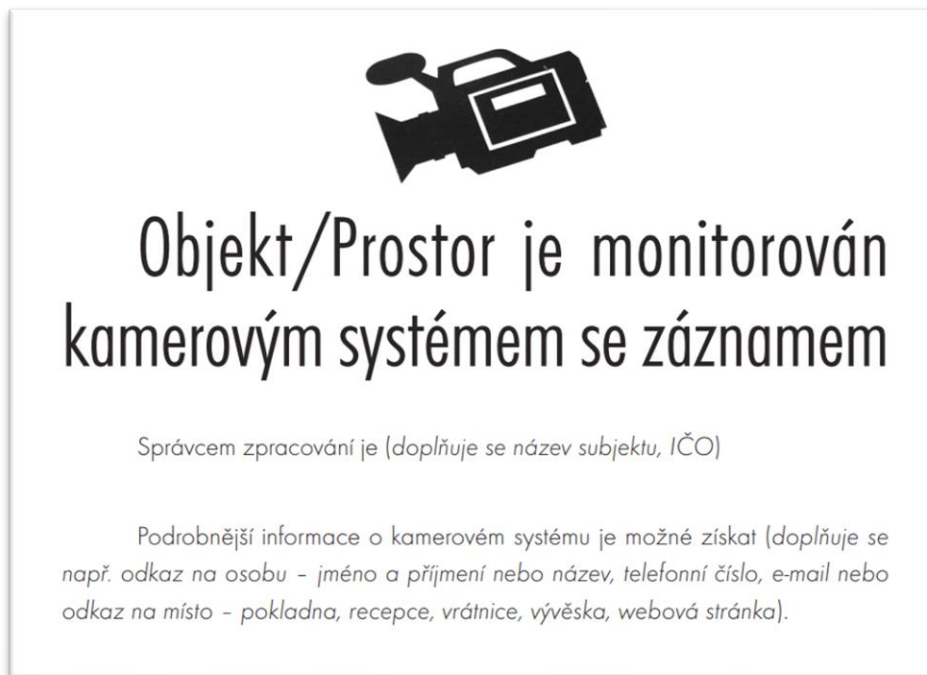 Objekt/Prostor je monitorován
kamerovým systémem se záznamem
Správcem zpracování je (doplňuje se název subjektu, IČO)
Podrobnější informace o kamerovém systému je možné získat (doplňuje se
např. odkaz na osobu – jméno a příjmení nebo název, telefonní číslo, e-mail nebo
odkaz na místo – pokladna, recepce, vrátnice, vývěska, webová stránka).